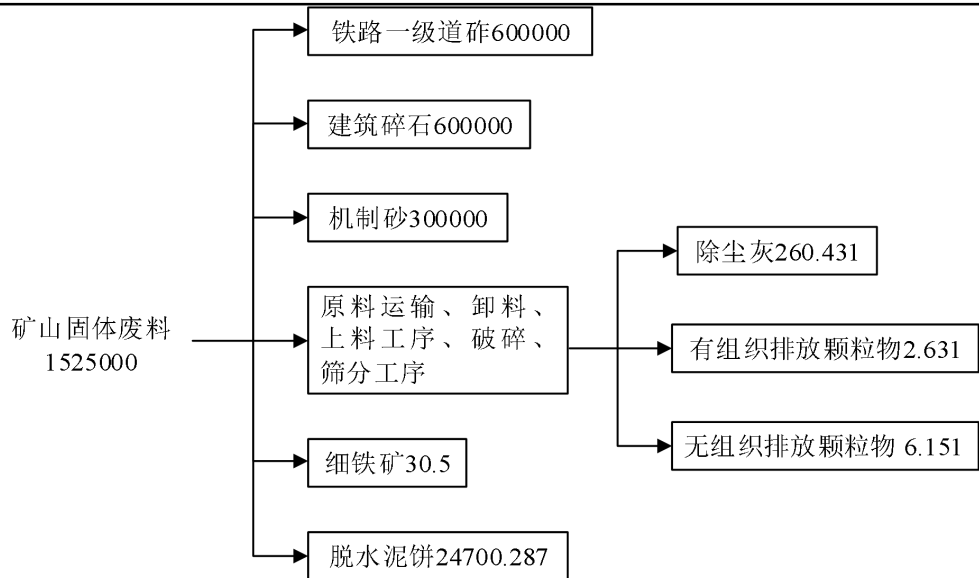 铁路一级道砟600000
建筑碎石600000
机制砂300000
除尘灰260.431
矿山固体废料
1525000
原料运输、卸料、
上料工序、破碎、
筛分工序
有组织排放颗粒物2.631
无组织排放颗粒物 6.151
细铁矿30.5
脱水泥饼24700.287